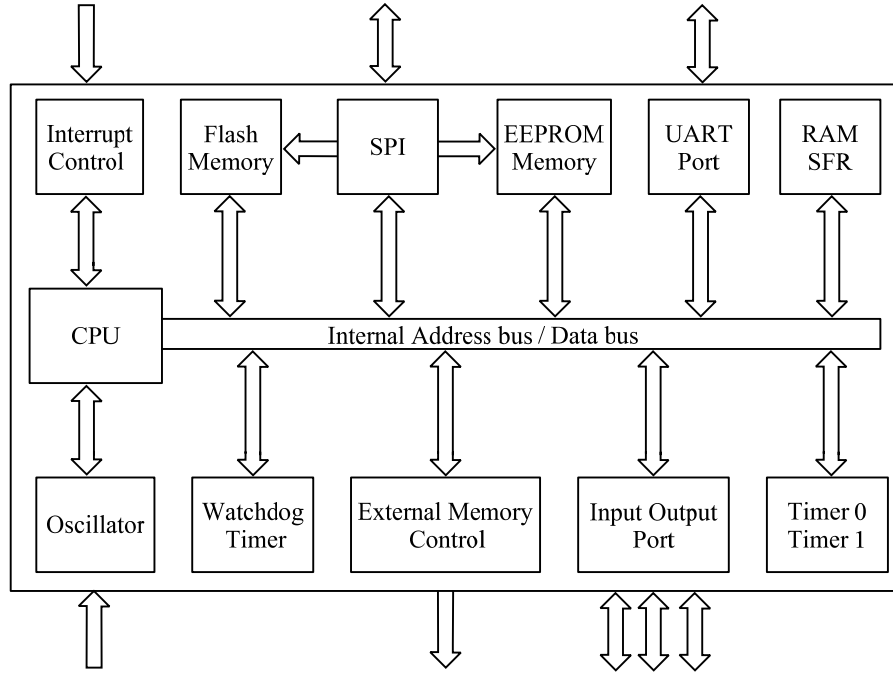 Interrupt
Control
Flash
Memory
SPI
EEPROM
Memory
UART
Port
RAM
SFR
CPU
Internal Address bus / Data bus
Oscillator
Watchdog
Timer
External Memory
Control
Input Output
Port
Timer 0
Timer 1